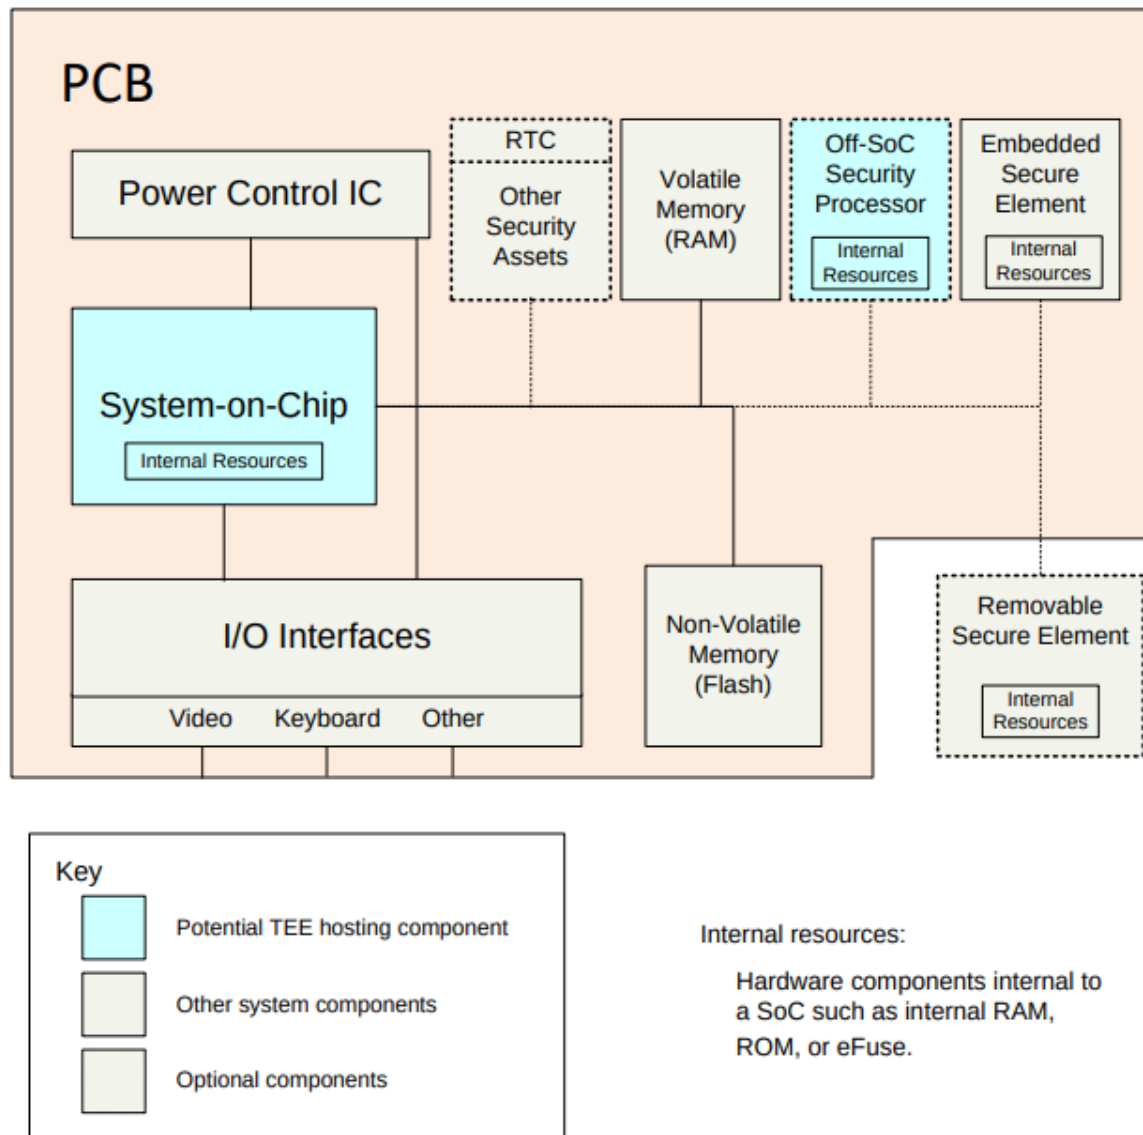 PCB
Power Control IC
RTC
Other
Security
Assets
Volatile
Memory
(RAM)
Off-SoC
Security
Processor
Internal
Resources
Embedded
Secure
Element
Internal
Resources
System-on-Chip
Internal Resources
I/O Interfaces
Video Keyboard Other
Non-Volatile
Memory
(Flash)
Removable
Secure Element
Internal
Resources
Key
Potential TEE hosting component
Other system components
Optional components
Internal resources:
Hardware components internal to
a SoC such as internal RAM,
ROM, or eFuse.